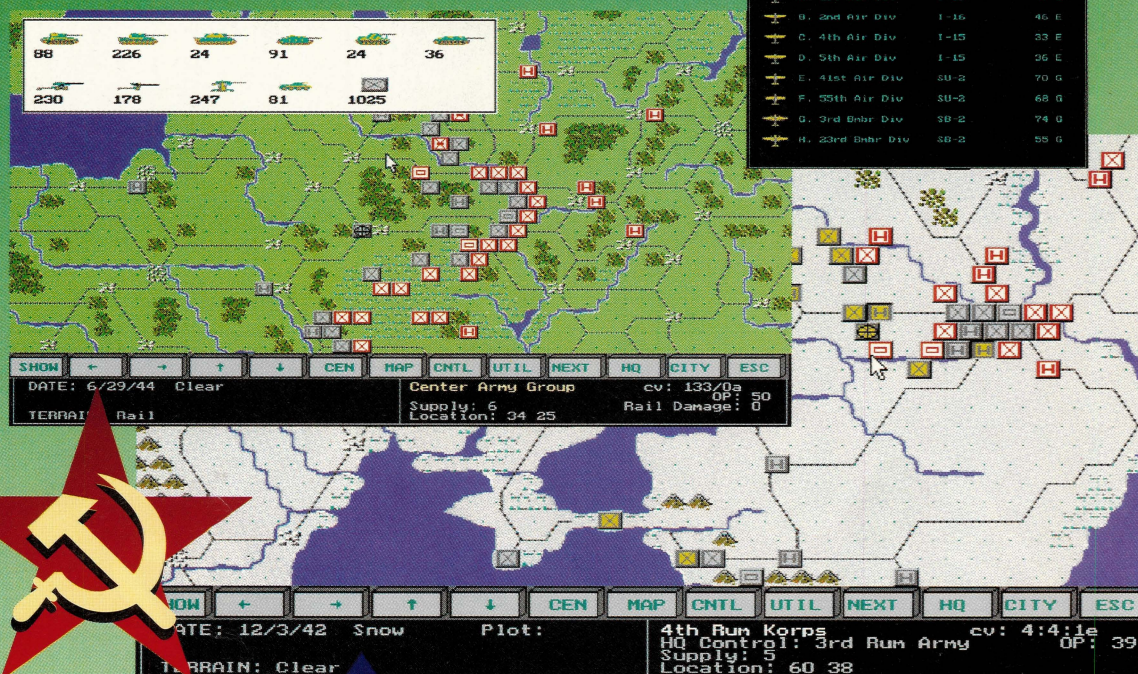 88 226 24 91 24 36
230 178 247 81 1025
B. 2nd Air Div I-16 46 E
C. 4th Air Div I-15 33 E
D. 5th Air Div I-15 36 E
E. 41st Air Div SU-2 70 G
F. 55th Air Div SU-2 68 G
G. 3rd Bmbr Div SB-2 74 G
H. 23rd Bmbr Div SB-2 55 G
SHOW ← → ↑ ↓ CEN MAP CNTL UTIL NEXT HQ CITY ESC
DATE: 6/29/44 Clear
TERRAI Rail
Center Army Group cv: 133/0a
OP: 50
Supply: 6 Rail Damage: 0
Location: 34 25
HOW ← → ↑ ↓ CEN MAP CNTL UTIL NEXT HQ CITY ESC
ATE: 12/3/42 Snow Plot:
TERRAIN: Clear
4th Rum Korps cv: 4:4:1e
HQ Control: 3rd Rum Army OP: 39
Supply: 5
Location: 60 38